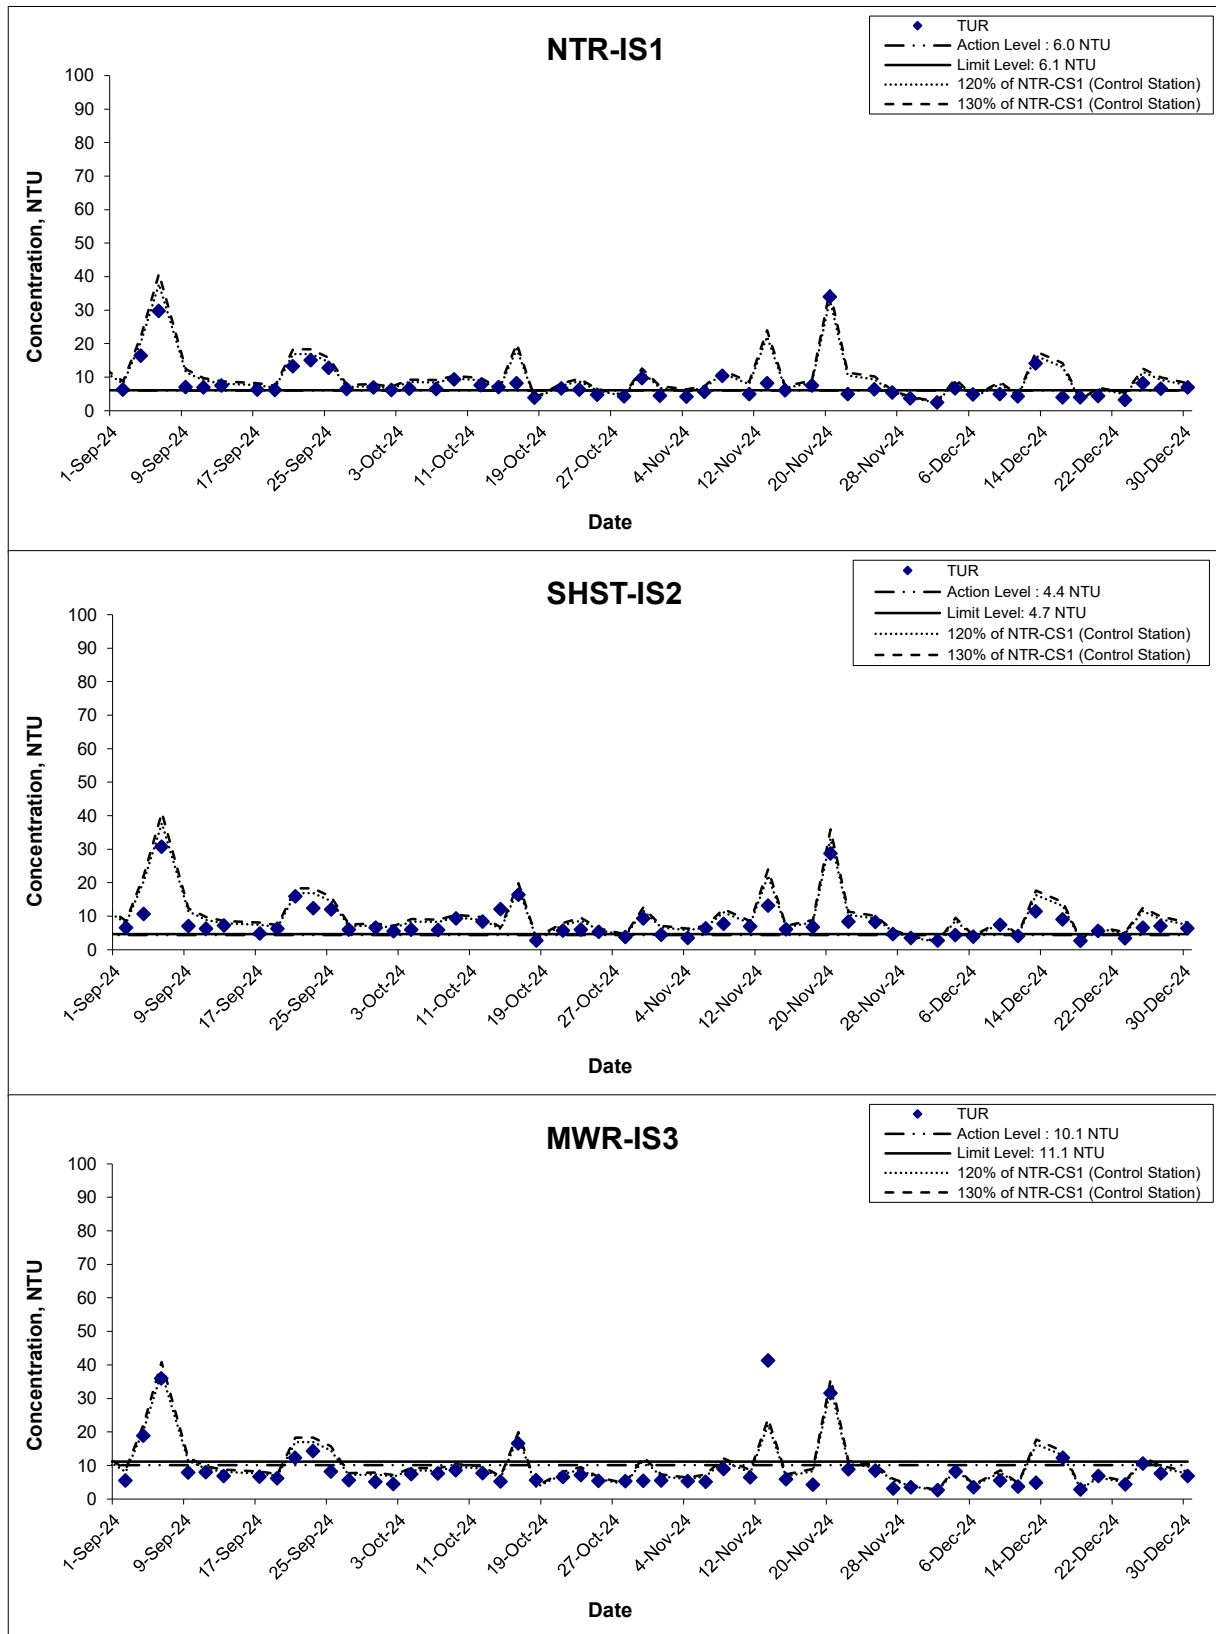 NTR-IS1
TUR
Action Level : 6.0 NTU
Limit Level: 6.1 NTU
120% of NTR-CS1 (Control Station)
130% of NTR-CS1 (Control Station)
Concentration, NTU
100
90
80
70
60
50
40
30
20
10
0
1-Sep-24
9-Sep-24
17-Sep-24
25-Sep-24
3-Oct-24
11-Oct-24
19-Oct-24
27-Oct-24
4-Nov-24
12-Nov-24
20-Nov-24
28-Nov-24
6-Dec-24
14-Dec-24
22-Dec-24
30-Dec-24
Date
SHST-IS2
TUR
Action Level : 4.4 NTU
Limit Level: 4.7 NTU
120% of NTR-CS1 (Control Station)
130% of NTR-CS1 (Control Station)
Concentration, NTU
100
90
80
70
60
50
40
30
20
10
0
1-Sep-24
9-Sep-24
17-Sep-24
25-Sep-24
3-Oct-24
11-Oct-24
19-Oct-24
27-Oct-24
4-Nov-24
12-Nov-24
20-Nov-24
28-Nov-24
6-Dec-24
14-Dec-24
22-Dec-24
30-Dec-24
Date
MWR-IS3
TUR
Action Level : 10.1 NTU
Limit Level: 11.1 NTU
120% of NTR-CS1 (Control Station)
130% of NTR-CS1 (Control Station)
Concentration, NTU
100
90
80
70
60
50
40
30
20
10
0
1-Sep-24
9-Sep-24
17-Sep-24
25-Sep-24
3-Oct-24
11-Oct-24
19-Oct-24
27-Oct-24
4-Nov-24
12-Nov-24
20-Nov-24
28-Nov-24
6-Dec-24
14-Dec-24
22-Dec-24
30-Dec-24
Date